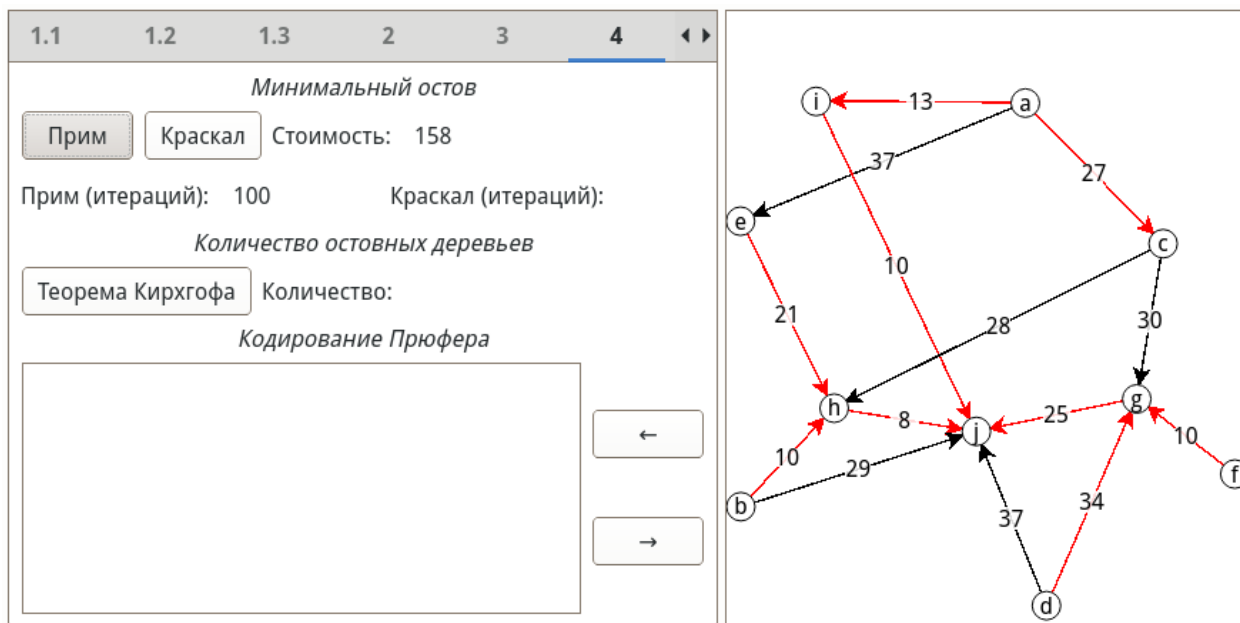 1.1 1.2 1.3 2 3 4
Минимальный остов
Прим Краскал Стоимость: 158
Прим (итераций): 100 Краскал (итераций):
Количество остовных деревьев
Теорема Кирхгофа Количество:
Кодирование Прюфера
←
→
i 13 a
37
27
e
c
10
21
28
30
h
8
j
25
g
10
10
29
f
b
37
34
d